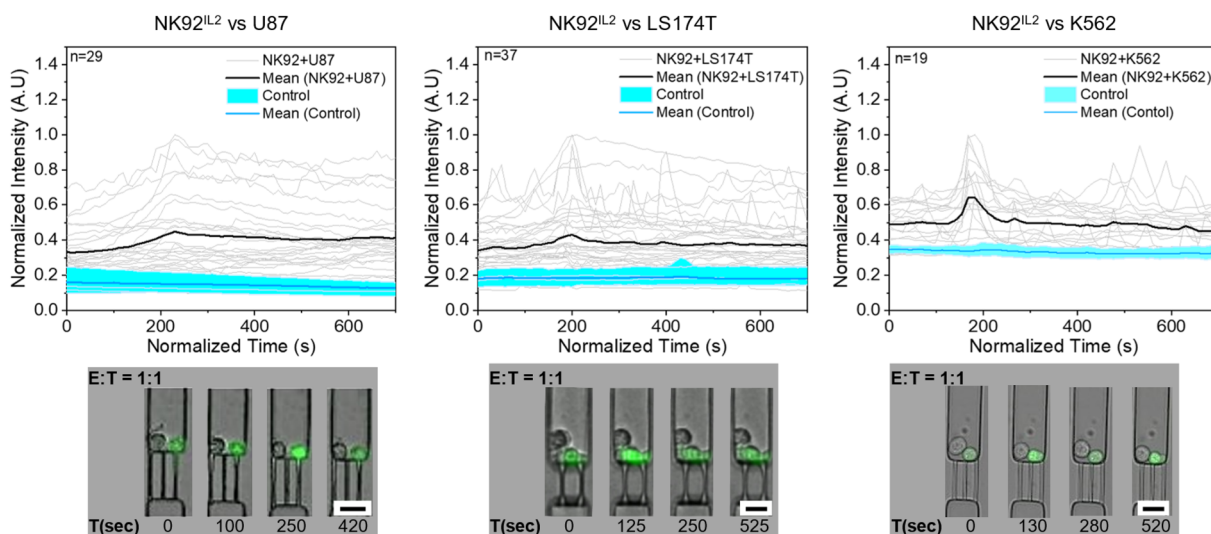 NK92IL2 vs U87
n=29
NK92+U87
Mean (NK92+U87)
Control
Mean (Control)
Normalized Intensity (A.U)
1.4
1.2
1.0
0.8
0.6
0.4
0.2
0.0
0 200 400 600
Normalized Time (s)
NK92IL2 vs LS174T
n=37
NK92+LS174T
Mean (NK92+LS174T)
Control
Mean (Control)
Normalized Intensity (A.U)
1.4
1.2
1.0
0.8
0.6
0.4
0.2
0.0
0 200 400 600
Normalized Time (s)
NK92IL2 vs K562
n=19
NK92+K562
Mean (NK92+K562)
Control
Mean (Control)
Normalized Intensity (A.U)
1.4
1.2
1.0
0.8
0.6
0.4
0.2
0.0
0 200 400 600
Normalized Time (s)
E:T = 1:1
T(sec) 0 100 250 420
E:T = 1:1
T(sec) 0 125 250 525
E:T = 1:1
T(sec) 0 130 280 520